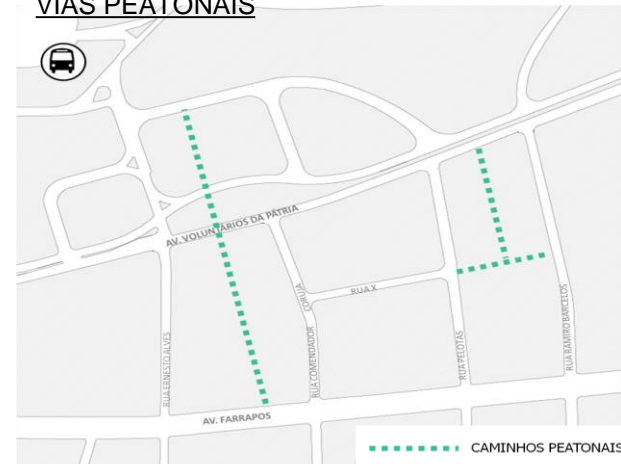 VIAS PEATONAIS
AV. VOLUNTÁRIOS DA PÁTRIA
CORUJA
RUA X
RUA ERNESTO ALVES
RUA COMENDADOR
RUA PELOTAS
RUA RAMIRO BARCELOS
AV. FARRAPOS
CAMINHOS PEATONAIS